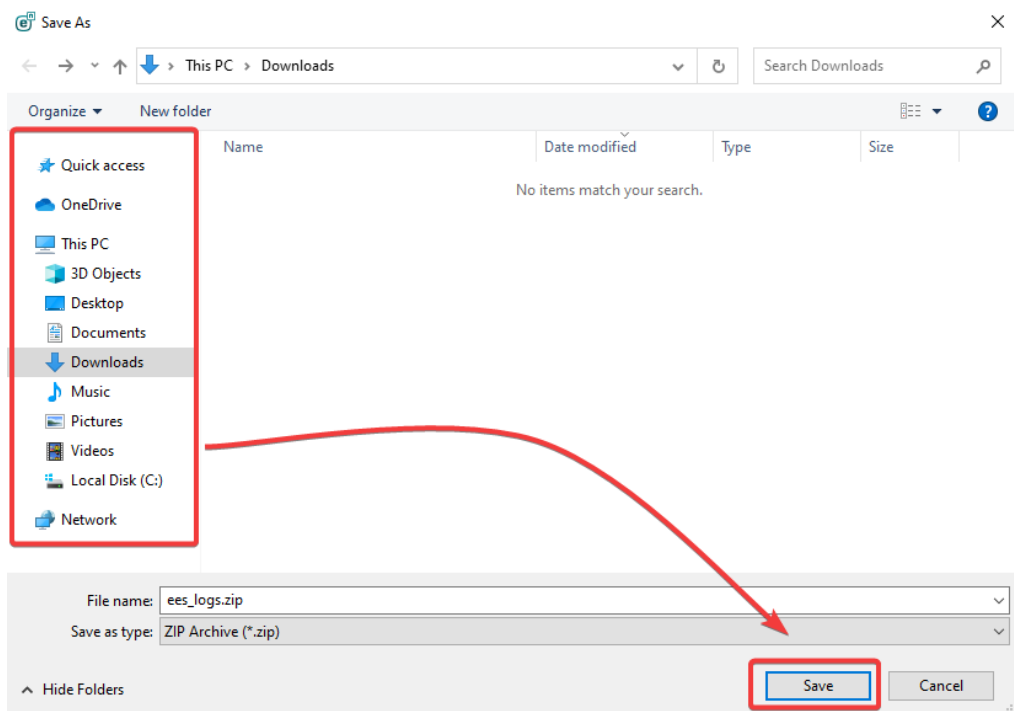 Save As
This PC > Downloads
Search Downloads
Organize
New folder
?
Name
Date modified
Type
Size
No items match your search.
Quick access
OneDrive
This PC
3D Objects
Desktop
Documents
Downloads
Music
Pictures
Videos
Local Disk (C:)
Network
File name: ees_logs.zip
Save as type: ZIP Archive (*.zip)
Hide Folders
Save
Cancel